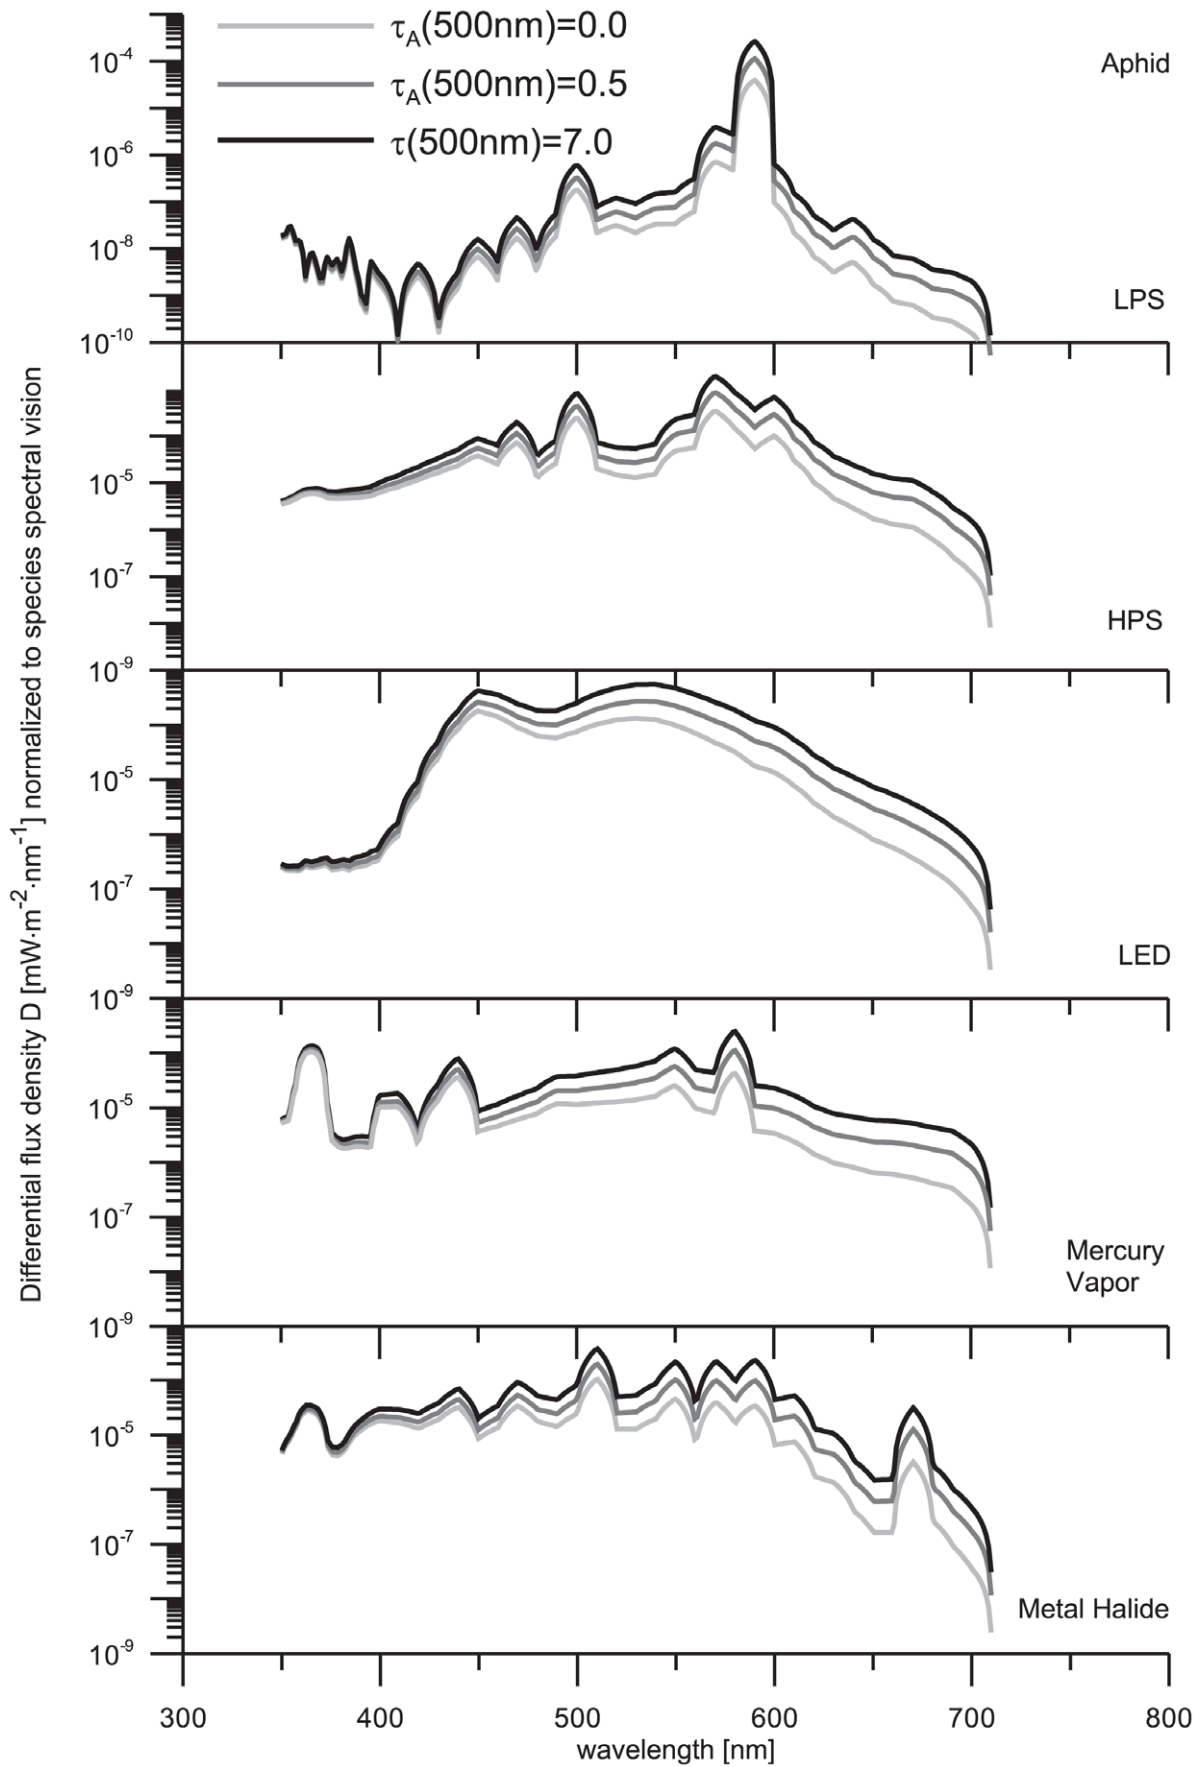 τA(500nm)=0.0
τA(500nm)=0.5
τ(500nm)=7.0
Aphid
10-4
10-6
10-8
10-10
LPS
10-5
10-7
10-9
HPS
10-5
10-7
10-9
LED
10-5
10-7
10-9
Mercury
Vapor
10-5
10-7
10-9
Metal Halide
300 400 500 600 700 800
wavelength [nm]
Differential flux density D [mW·m-2·nm-1] normalized to species spectral vision